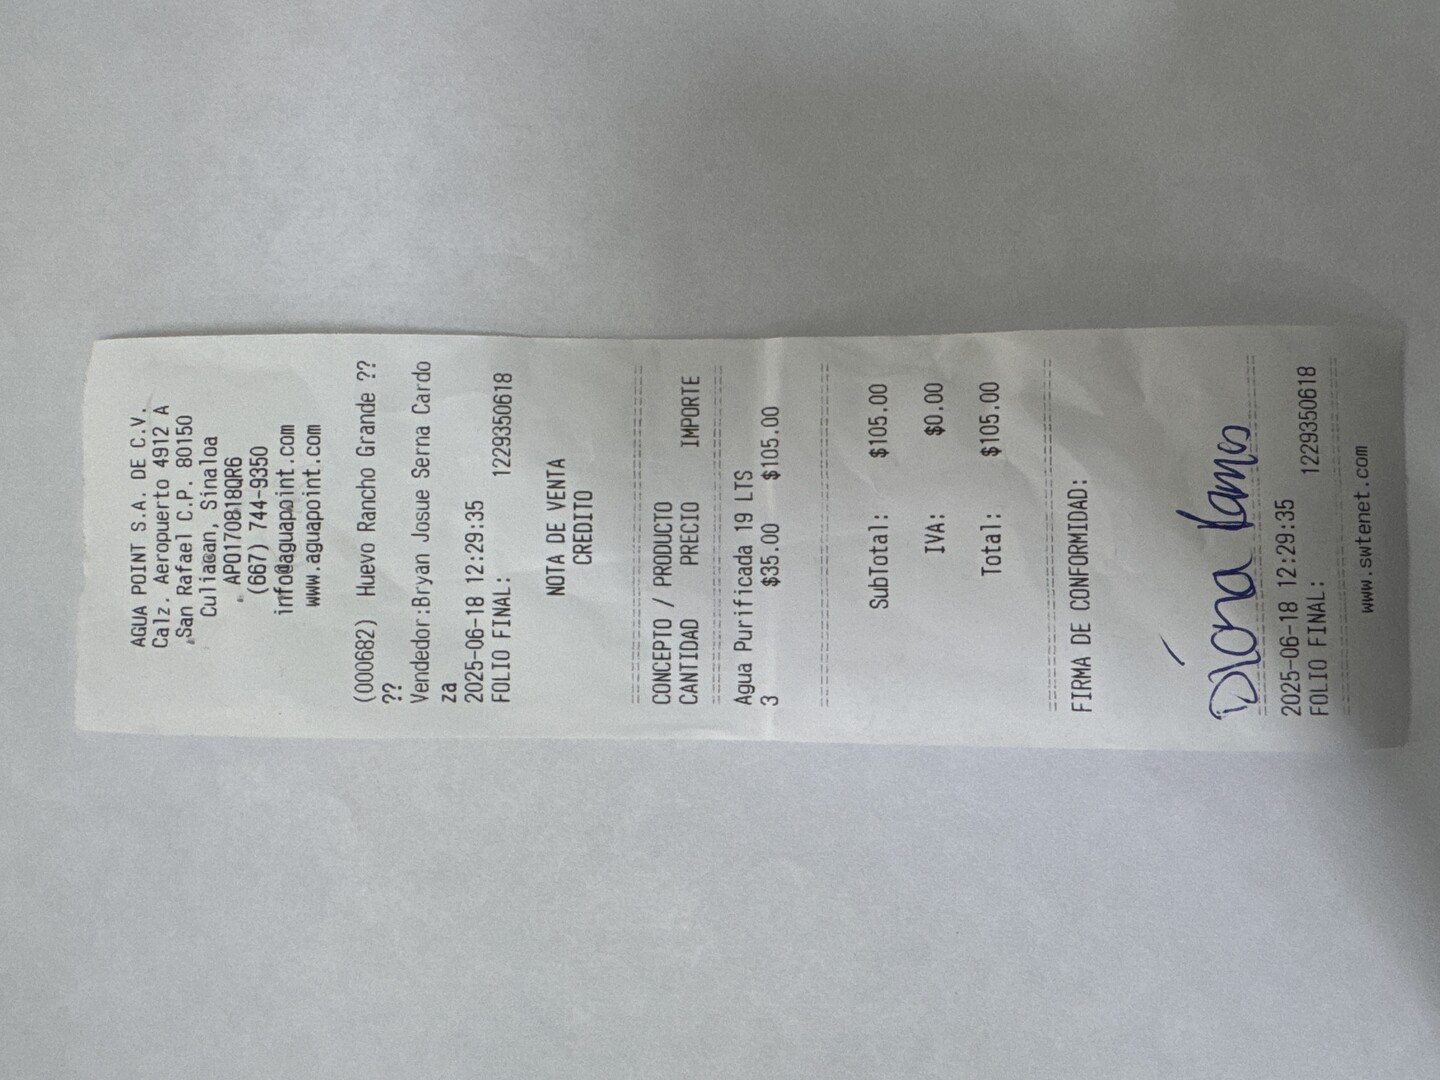 AGUA POINT S.A. DE C.V.
Calz. Aeropuerto 4912 A
San Rafael C.P. 80150
Culiacan, Sinaloa
APO170818QR6
(667) 744-9350
info@aguapoint.com
www.aguapoint.com
(000682) Huevo Rancho Grande ??
??
Vendedor:Bryan Josue Serna Cardo
za
2025-06-18 12:29:35
FOLIO FINAL: 1229350618
NOTA DE VENTA
CREDITO
CONCEPTO / PRODUCTO
CANTIDAD PRECIO IMPORTE
Agua Purificada 19 LTS
3 $35.00 $105.00
SubTotal: $105.00
IVA: $0.00
Total: $105.00
FIRMA DE CONFORMIDAD:
Diana Ramos
2025-06-18 12:29:35
FOLIO FINAL: 1229350618
www.swtenet.com